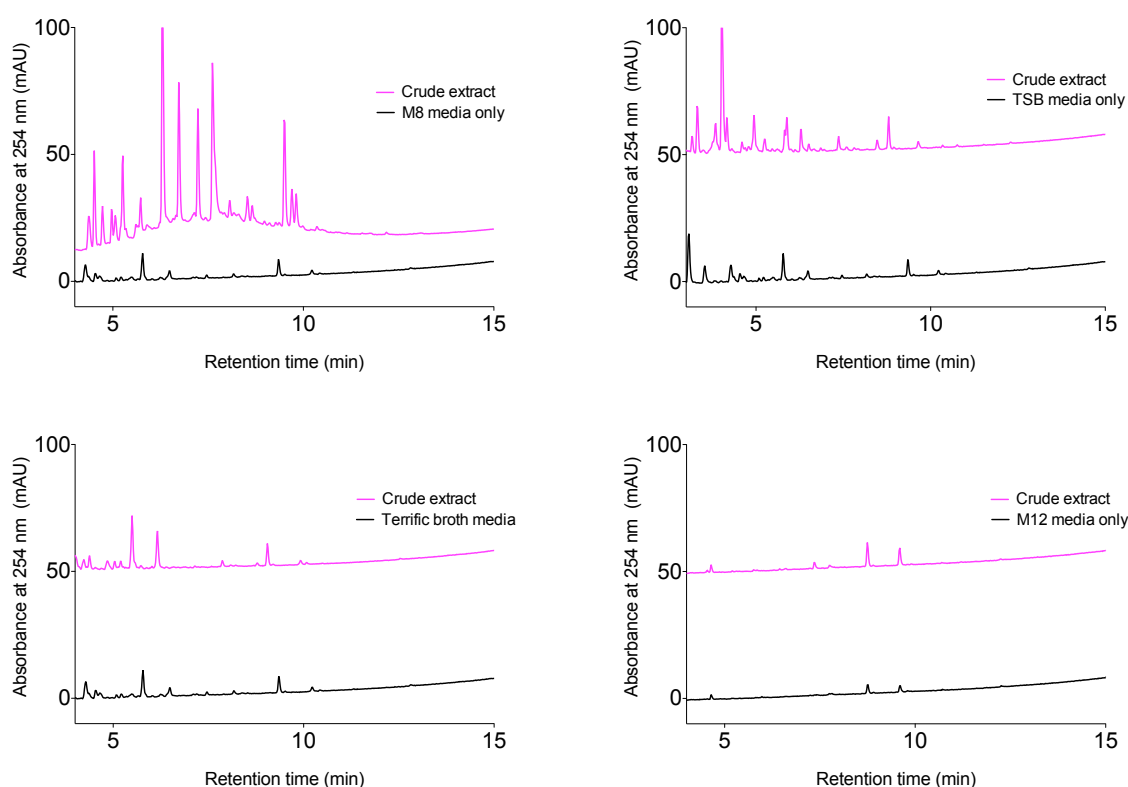 Absorbance at 254 nm (mAU)
100
50
0
Crude extract
M8 media only
5
10
15
Retention time (min)
Absorbance at 254 nm (mAU)
100
50
0
Crude extract
TSB media only
5
10
15
Retention time (min)
Absorbance at 254 nm (mAU)
100
50
0
Crude extract
Terrific broth media
5
10
15
Retention time (min)
Absorbance at 254 nm (mAU)
100
50
0
Crude extract
M12 media only
5
10
15
Retention time (min)